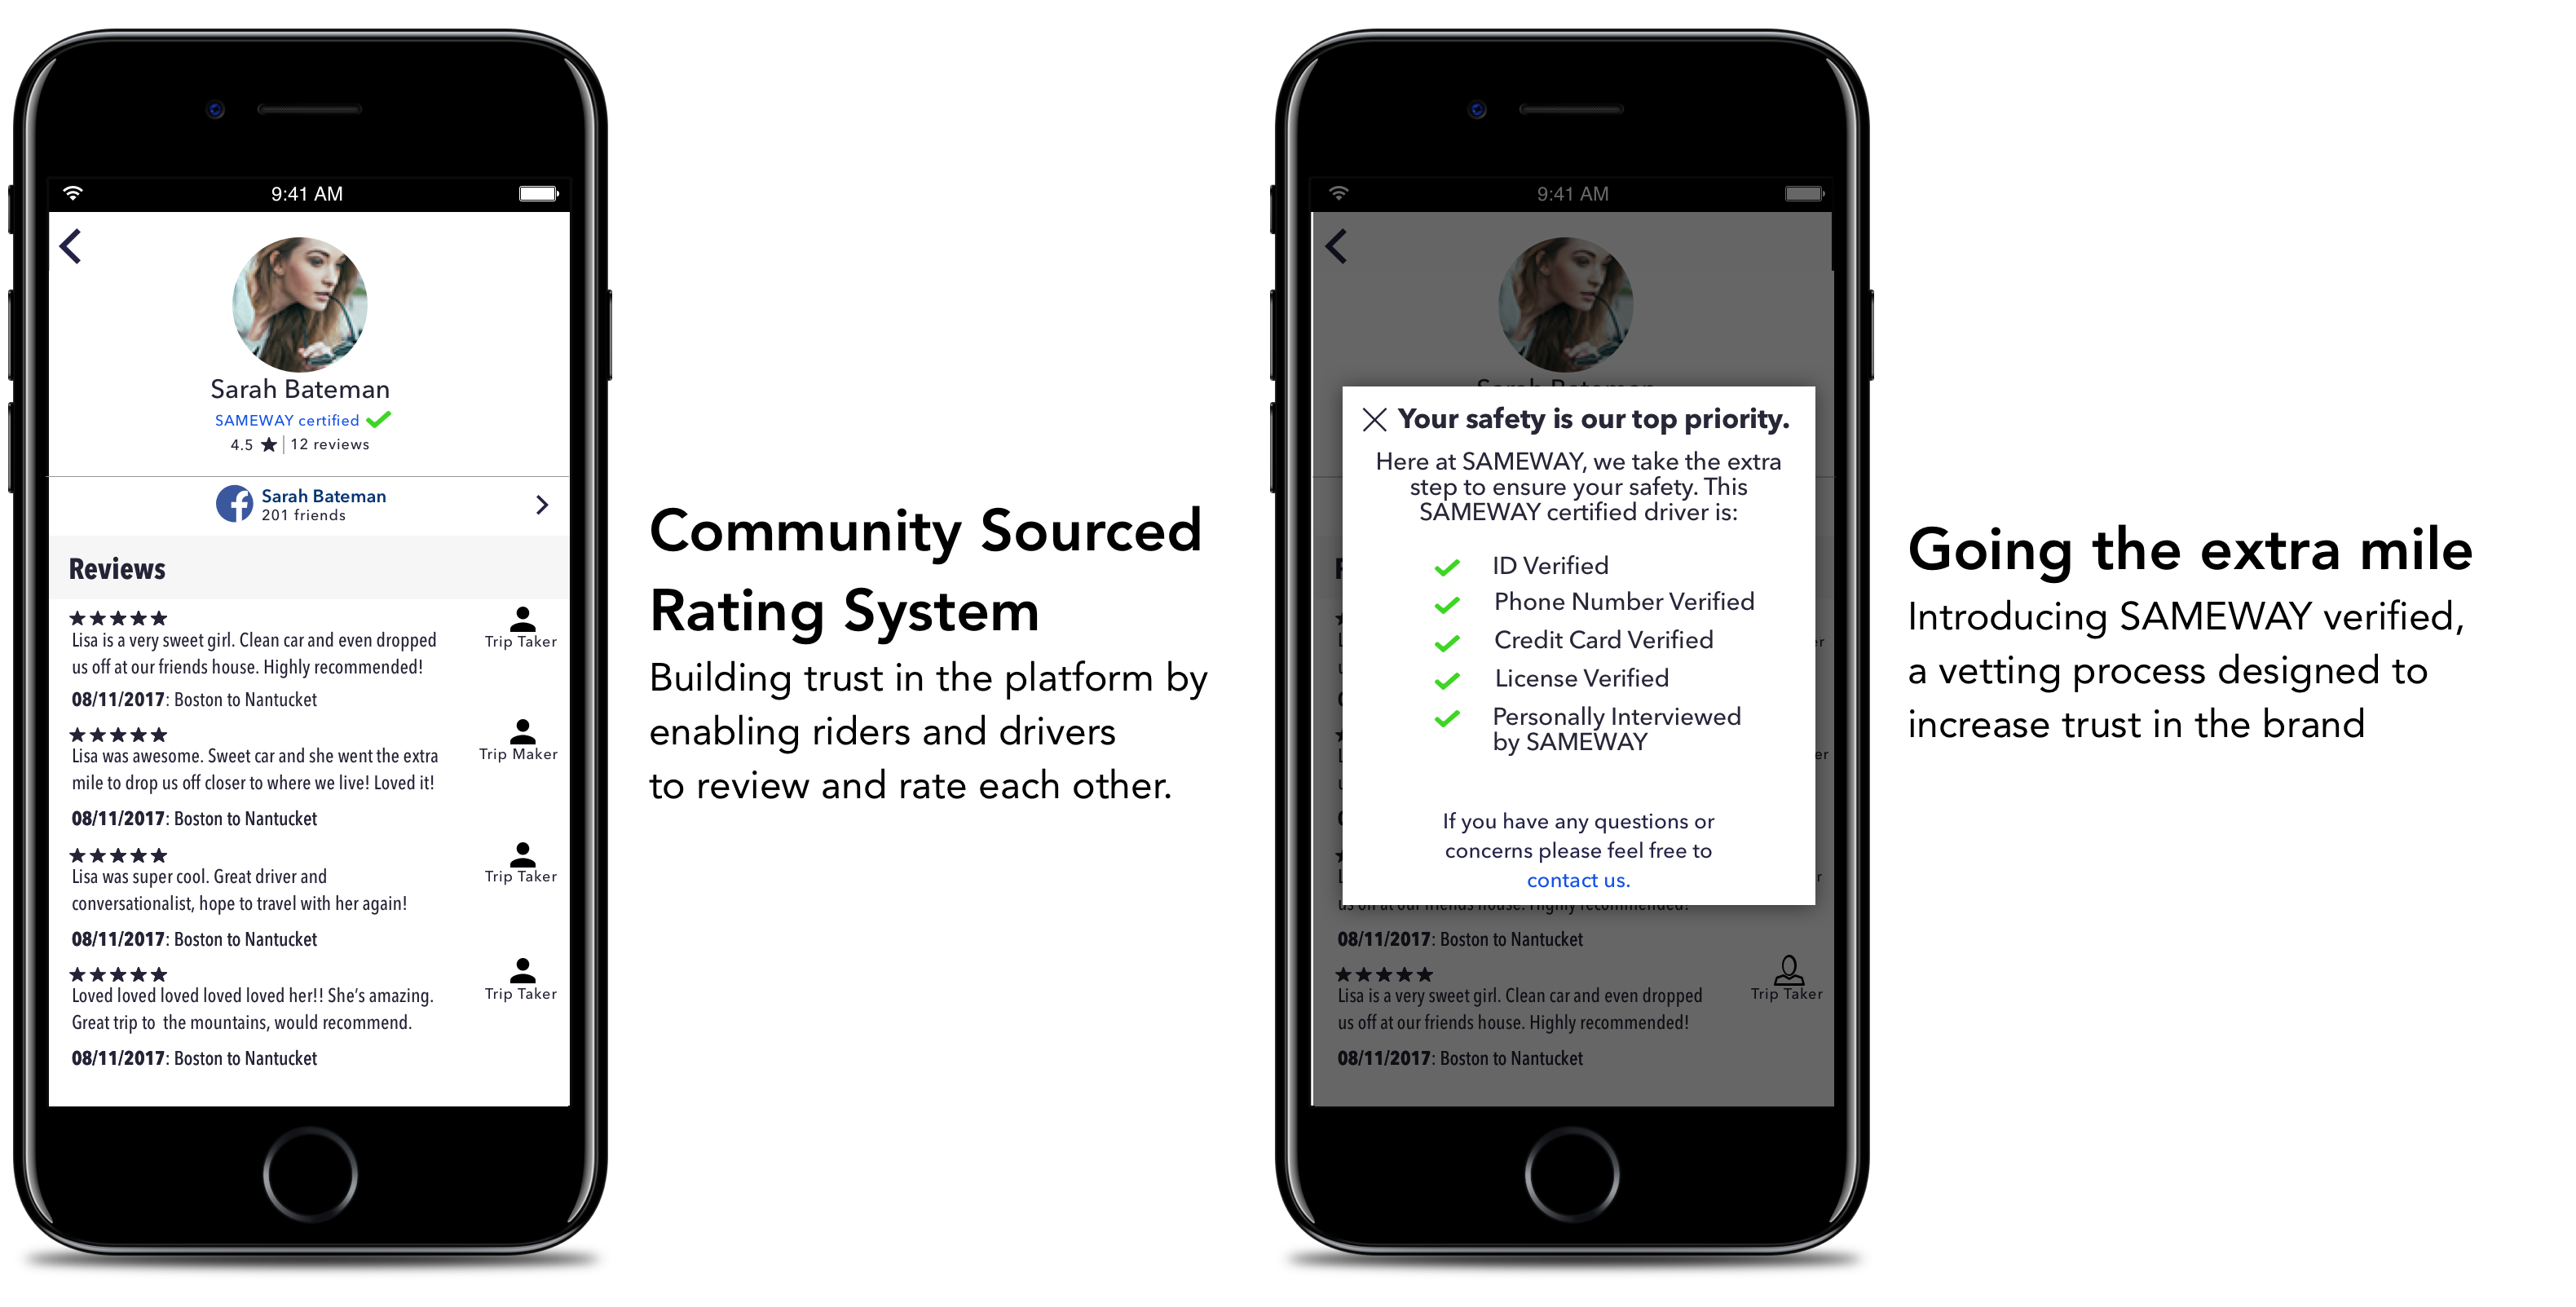 9:41 AM
Sarah Bateman
SAMEWAY certified
4.5 ★ | 12 reviews
Sarah Bateman
201 friends
Reviews
★★★★★
Trip Taker
Lisa is a very sweet girl. Clean car and even dropped
us off at our friends house. Highly recommended!
08/11/2017: Boston to Nantucket
★★★★★
Trip Maker
Lisa was awesome. Sweet car and she went the extra
mile to drop us off closer to where we live! Loved it!
08/11/2017: Boston to Nantucket
★★★★★
Trip Taker
Lisa was super cool. Great driver and
conversationalist, hope to travel with her again!
08/11/2017: Boston to Nantucket
★★★★★
Trip Taker
Loved loved loved loved loved her!! She's amazing.
Great trip to the mountains, would recommend.
08/11/2017: Boston to Nantucket
Community Sourced
Rating System
Building trust in the platform by
enabling riders and drivers
to review and rate each other.
9:41 AM
Sarah Bateman
Your safety is our top priority.
Here at SAMEWAY, we take the extra
step to ensure your safety. This
SAMEWAY certified driver is:
ID Verified
Phone Number Verified
Credit Card Verified
License Verified
Personally Interviewed
by SAMEWAY
If you have any questions or
concerns please feel free to
contact us.
us off at our friends house. Highly recommended!
08/11/2017: Boston to Nantucket
★★★★★
Trip Taker
Lisa is a very sweet girl. Clean car and even dropped
us off at our friends house. Highly recommended!
08/11/2017: Boston to Nantucket
Going the extra mile
Introducing SAMEWAY verified,
a vetting process designed to
increase trust in the brand